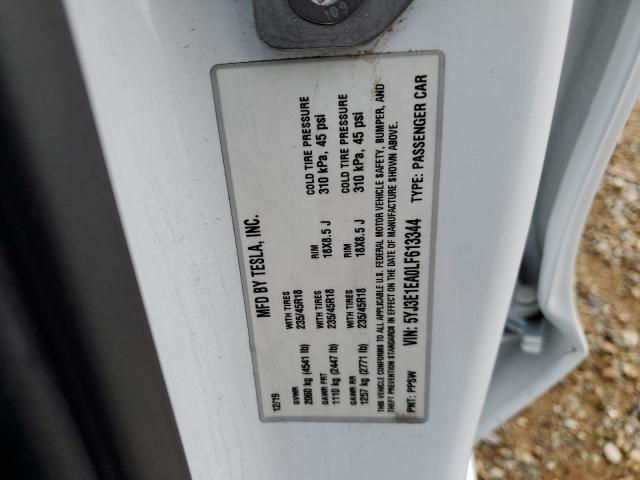 109
MFD BY TESLA, INC.
12/19
GVWR
2060 kg (4541 lb)
GAWR FRT WITH TIRES RIM COLD TIRE PRESSURE
1110 kg (2447 lb) 235/45R18 18X8.5 J 310 kPa, 45 psi
GAWR RR WITH TIRES RIM COLD TIRE PRESSURE
1257 kg (2771 lb) 235/45R18 18X8.5 J 310 kPa, 45 psi
THIS VEHICLE CONFORMS TO ALL APPLICABLE U.S. FEDERAL MOTOR VEHICLE SAFETY, BUMPER, AND
THEFT PREVENTION STANDARDS IN EFFECT ON THE DATE OF MANUFACTURE SHOWN ABOVE.
PNT: PPSW VIN: 5YJ3E1EA0LF613344 TYPE: PASSENGER CAR